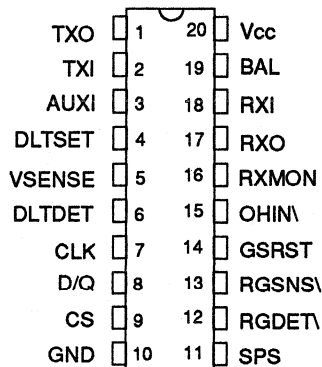 TXO 1 20 Vcc
TXI 2 19 BAL
AUXI 3 18 RXI
DLTSET 4 17 RXO
VSENSE 5 16 RXMON
DLTDET 6 15 OHIN\
CLK 7 14 GSRST
D/Q 8 13 RGSNS\
CS 9 12 RGDET\
GND 10 11 SPS